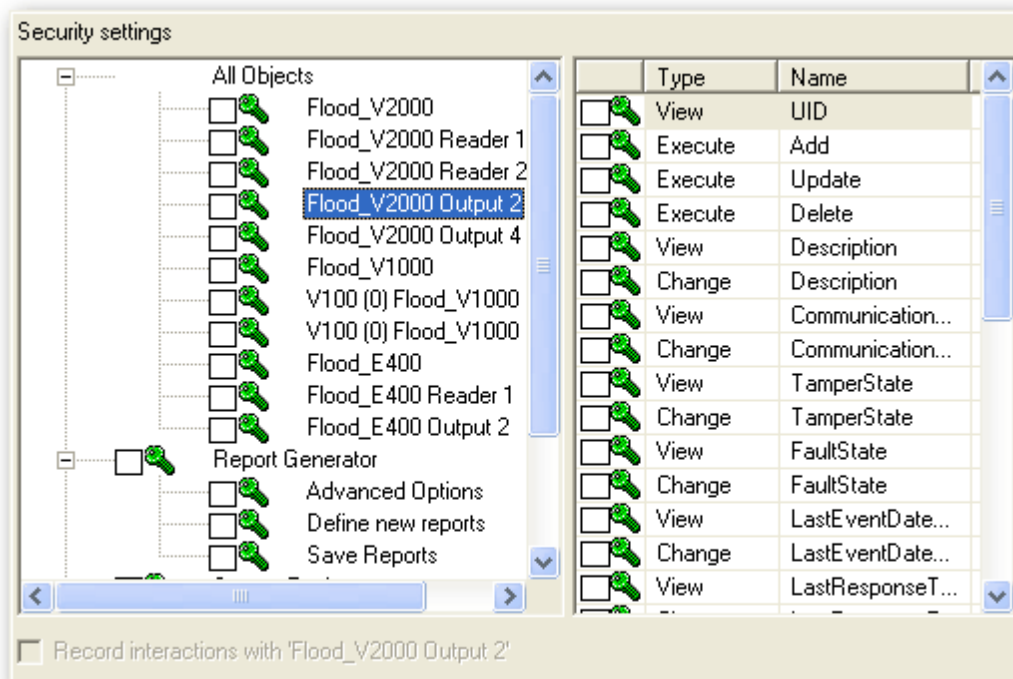 Security settings
All Objects
Flood_V2000
Flood_V2000 Reader 1
Flood_V2000 Reader 2
Flood_V2000 Output 2
Flood_V2000 Output 4
Flood_V1000
V100 (0) Flood_V1000
V100 (0) Flood_V1000
Flood_E400
Flood_E400 Reader 1
Flood_E400 Output 2
Report Generator
Advanced Options
Define new reports
Save Reports
Type Name
View UID
Execute Add
Execute Update
Execute Delete
View Description
Change Description
View Communication...
Change Communication...
View TamperState
Change TamperState
View FaultState
Change FaultState
View LastEventDate...
Change LastEventDate...
View LastResponseT...
Record interactions with 'Flood_V2000 Output 2'